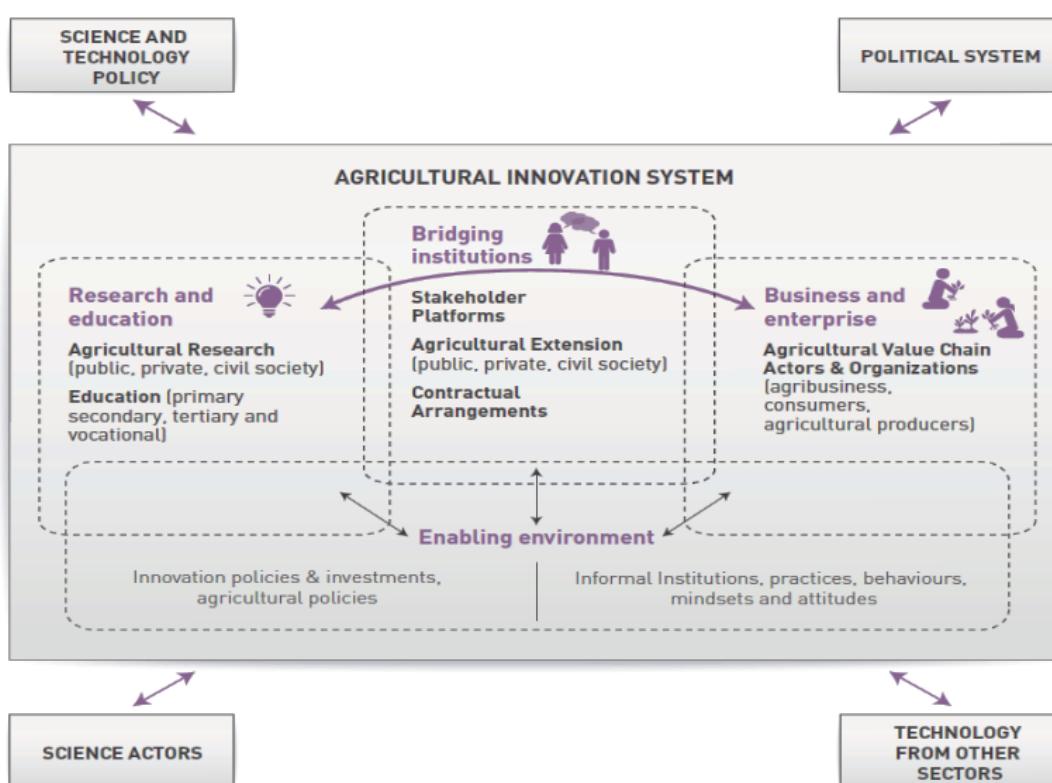 SCIENCE AND
TECHNOLOGY
POLICY
POLITICAL SYSTEM
AGRICULTURAL INNOVATION SYSTEM
Bridging
institutions
Research and
education
Stakeholder
Platforms
Business and
enterprise
Agricultural Research
(public, private, civil society)
Education (primary
secondary, tertiary and
vocational)
Agricultural Extension
(public, private, civil society)
Contractual
Arrangements
Agricultural Value Chain
Actors & Organizations
(agribusiness,
consumers,
agricultural producers)
Enabling environment
Innovation policies & investments,
agricultural policies
Informal Institutions, practices, behaviours,
mindsets and attitudes
SCIENCE ACTORS
TECHNOLOGY
FROM OTHER
SECTORS